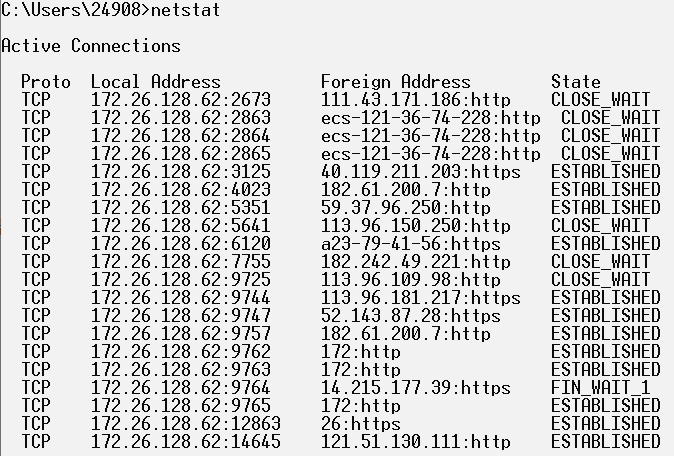 C:\Users\24908>netstat
Active Connections
Proto  Local Address          Foreign Address        State
TCP    172.26.128.62:2673     111.43.171.186:http    CLOSE_WAIT
TCP    172.26.128.62:2863     ecs-121-36-74-228:http  CLOSE_WAIT
TCP    172.26.128.62:2864     ecs-121-36-74-228:http  CLOSE_WAIT
TCP    172.26.128.62:2865     ecs-121-36-74-228:http  CLOSE_WAIT
TCP    172.26.128.62:3125     40.119.211.203:https   ESTABLISHED
TCP    172.26.128.62:4023     182.61.200.7:http      ESTABLISHED
TCP    172.26.128.62:5351     59.37.96.250:http      ESTABLISHED
TCP    172.26.128.62:5641     113.96.150.250:http    CLOSE_WAIT
TCP    172.26.128.62:6120     a23-79-41-56:https     ESTABLISHED
TCP    172.26.128.62:7755     182.242.49.221:http    CLOSE_WAIT
TCP    172.26.128.62:9725     113.96.109.98:http     CLOSE_WAIT
TCP    172.26.128.62:9744     113.96.181.217:https   ESTABLISHED
TCP    172.26.128.62:9747     52.143.87.28:https     ESTABLISHED
TCP    172.26.128.62:9757     182.61.200.7:http      ESTABLISHED
TCP    172.26.128.62:9762     172:http               ESTABLISHED
TCP    172.26.128.62:9763     172:http               ESTABLISHED
TCP    172.26.128.62:9764     14.215.177.39:https    FIN_WAIT_1
TCP    172.26.128.62:9765     172:http               ESTABLISHED
TCP    172.26.128.62:12863    26:https               ESTABLISHED
TCP    172.26.128.62:14645    121.51.130.111:http    ESTABLISHED